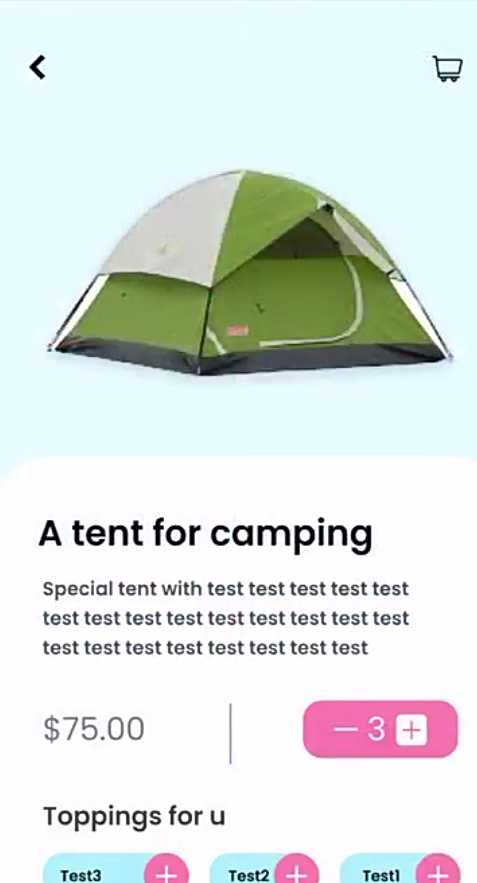 A tent for camping
Special tent with test test test test test
test test test test test test test test test
test test test test test test test test
$75.00
3
Toppings for u
Test3 Test2 Test1